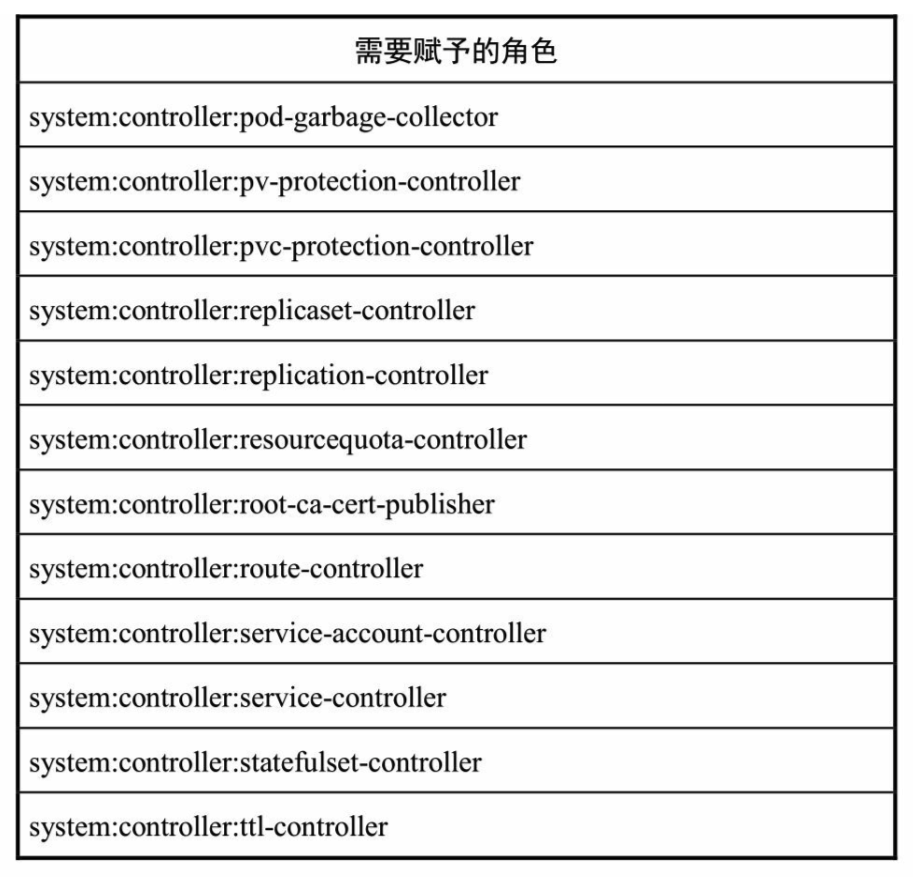 需要赋予的角色
system:controller:pod-garbage-collector
system:controller:pv-protection-controller
system:controller:pvc-protection-controller
system:controller:replicaset-controller
system:controller:replication-controller
system:controller:resourcequota-controller
system:controller:root-ca-cert-publisher
system:controller:route-controller
system:controller:service-account-controller
system:controller:service-controller
system:controller:statefulset-controller
system:controller:ttl-controller